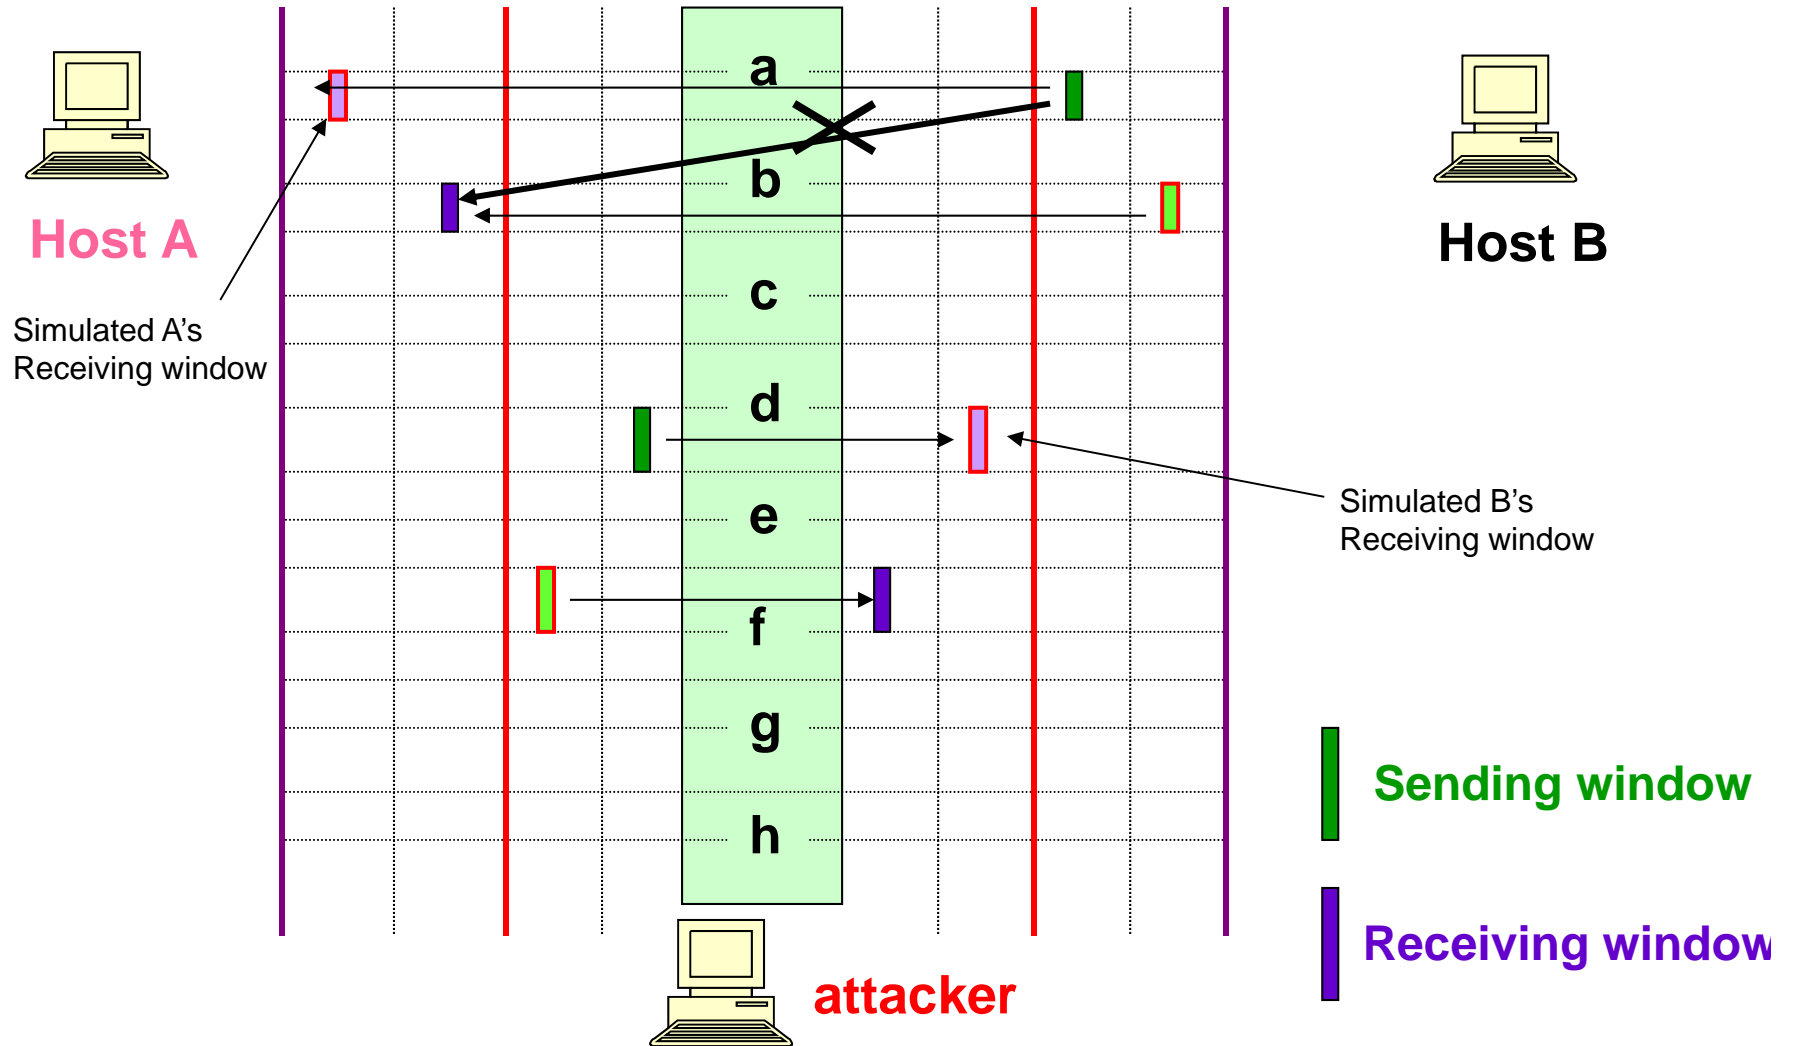 a
b
Host A
Host B
c
Simulated A's
Receiving window
d
Simulated B's
Receiving window
e
f
g
Sending window
h
Receiving window
attacker